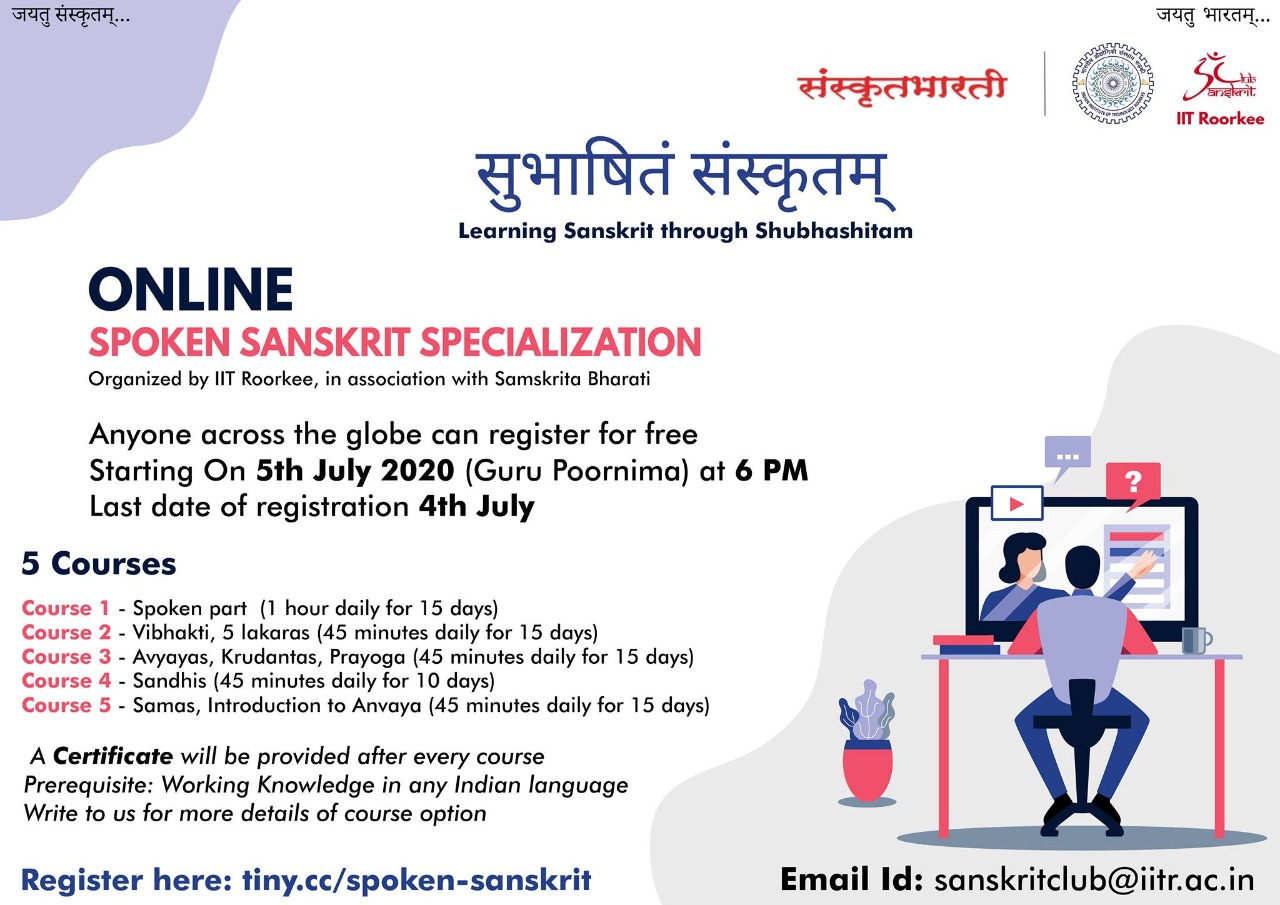 जयतु संस्कृतम्...
जयतु भारतम्...
संस्कृतभारती
Club
Sanskrit
IIT Roorkee
सुभाषितं संस्कृतम्
Learning Sanskrit through Shubhashitam
ONLINE
SPOKEN SANSKRIT SPECIALIZATION
Organized by IIT Roorkee, in association with Samskrita Bharati
Anyone across the globe can register for free
Starting On 5th July 2020 (Guru Poornima) at 6 PM
Last date of registration 4th July
5 Courses
Course 1 - Spoken part (1 hour daily for 15 days)
Course 2 - Vibhakti, 5 lakaras (45 minutes daily for 15 days)
Course 3 - Avyayas, Krudantas, Prayoga (45 minutes daily for 15 days)
Course 4 - Sandhis (45 minutes daily for 10 days)
Course 5 - Samas, Introduction to Anvaya (45 minutes daily for 15 days)
A Certificate will be provided after every course
Prerequisite: Working Knowledge in any Indian language
Write to us for more details of course option
...
?
Register here: tiny.cc/spoken-sanskrit
Email Id: sanskritclub@iitr.ac.in